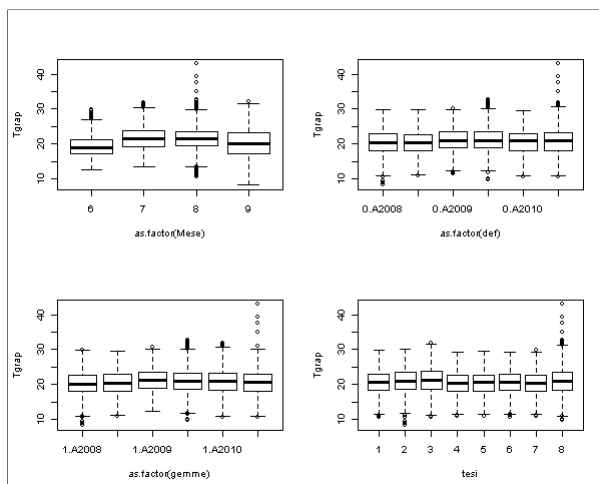 Tgrap
10 20 30 40
6 7 8 9
as.factor(Mese)
Tgrap
10 20 30 40
0.A2008 0.A2009 0.A2010
as.factor(def)
Tgrap
10 20 30 40
1.A2008 1.A2009 1.A2010
as.factor(gemme)
Tgrap
10 20 30 40
1 2 3 4 5 6 7 8
tesi